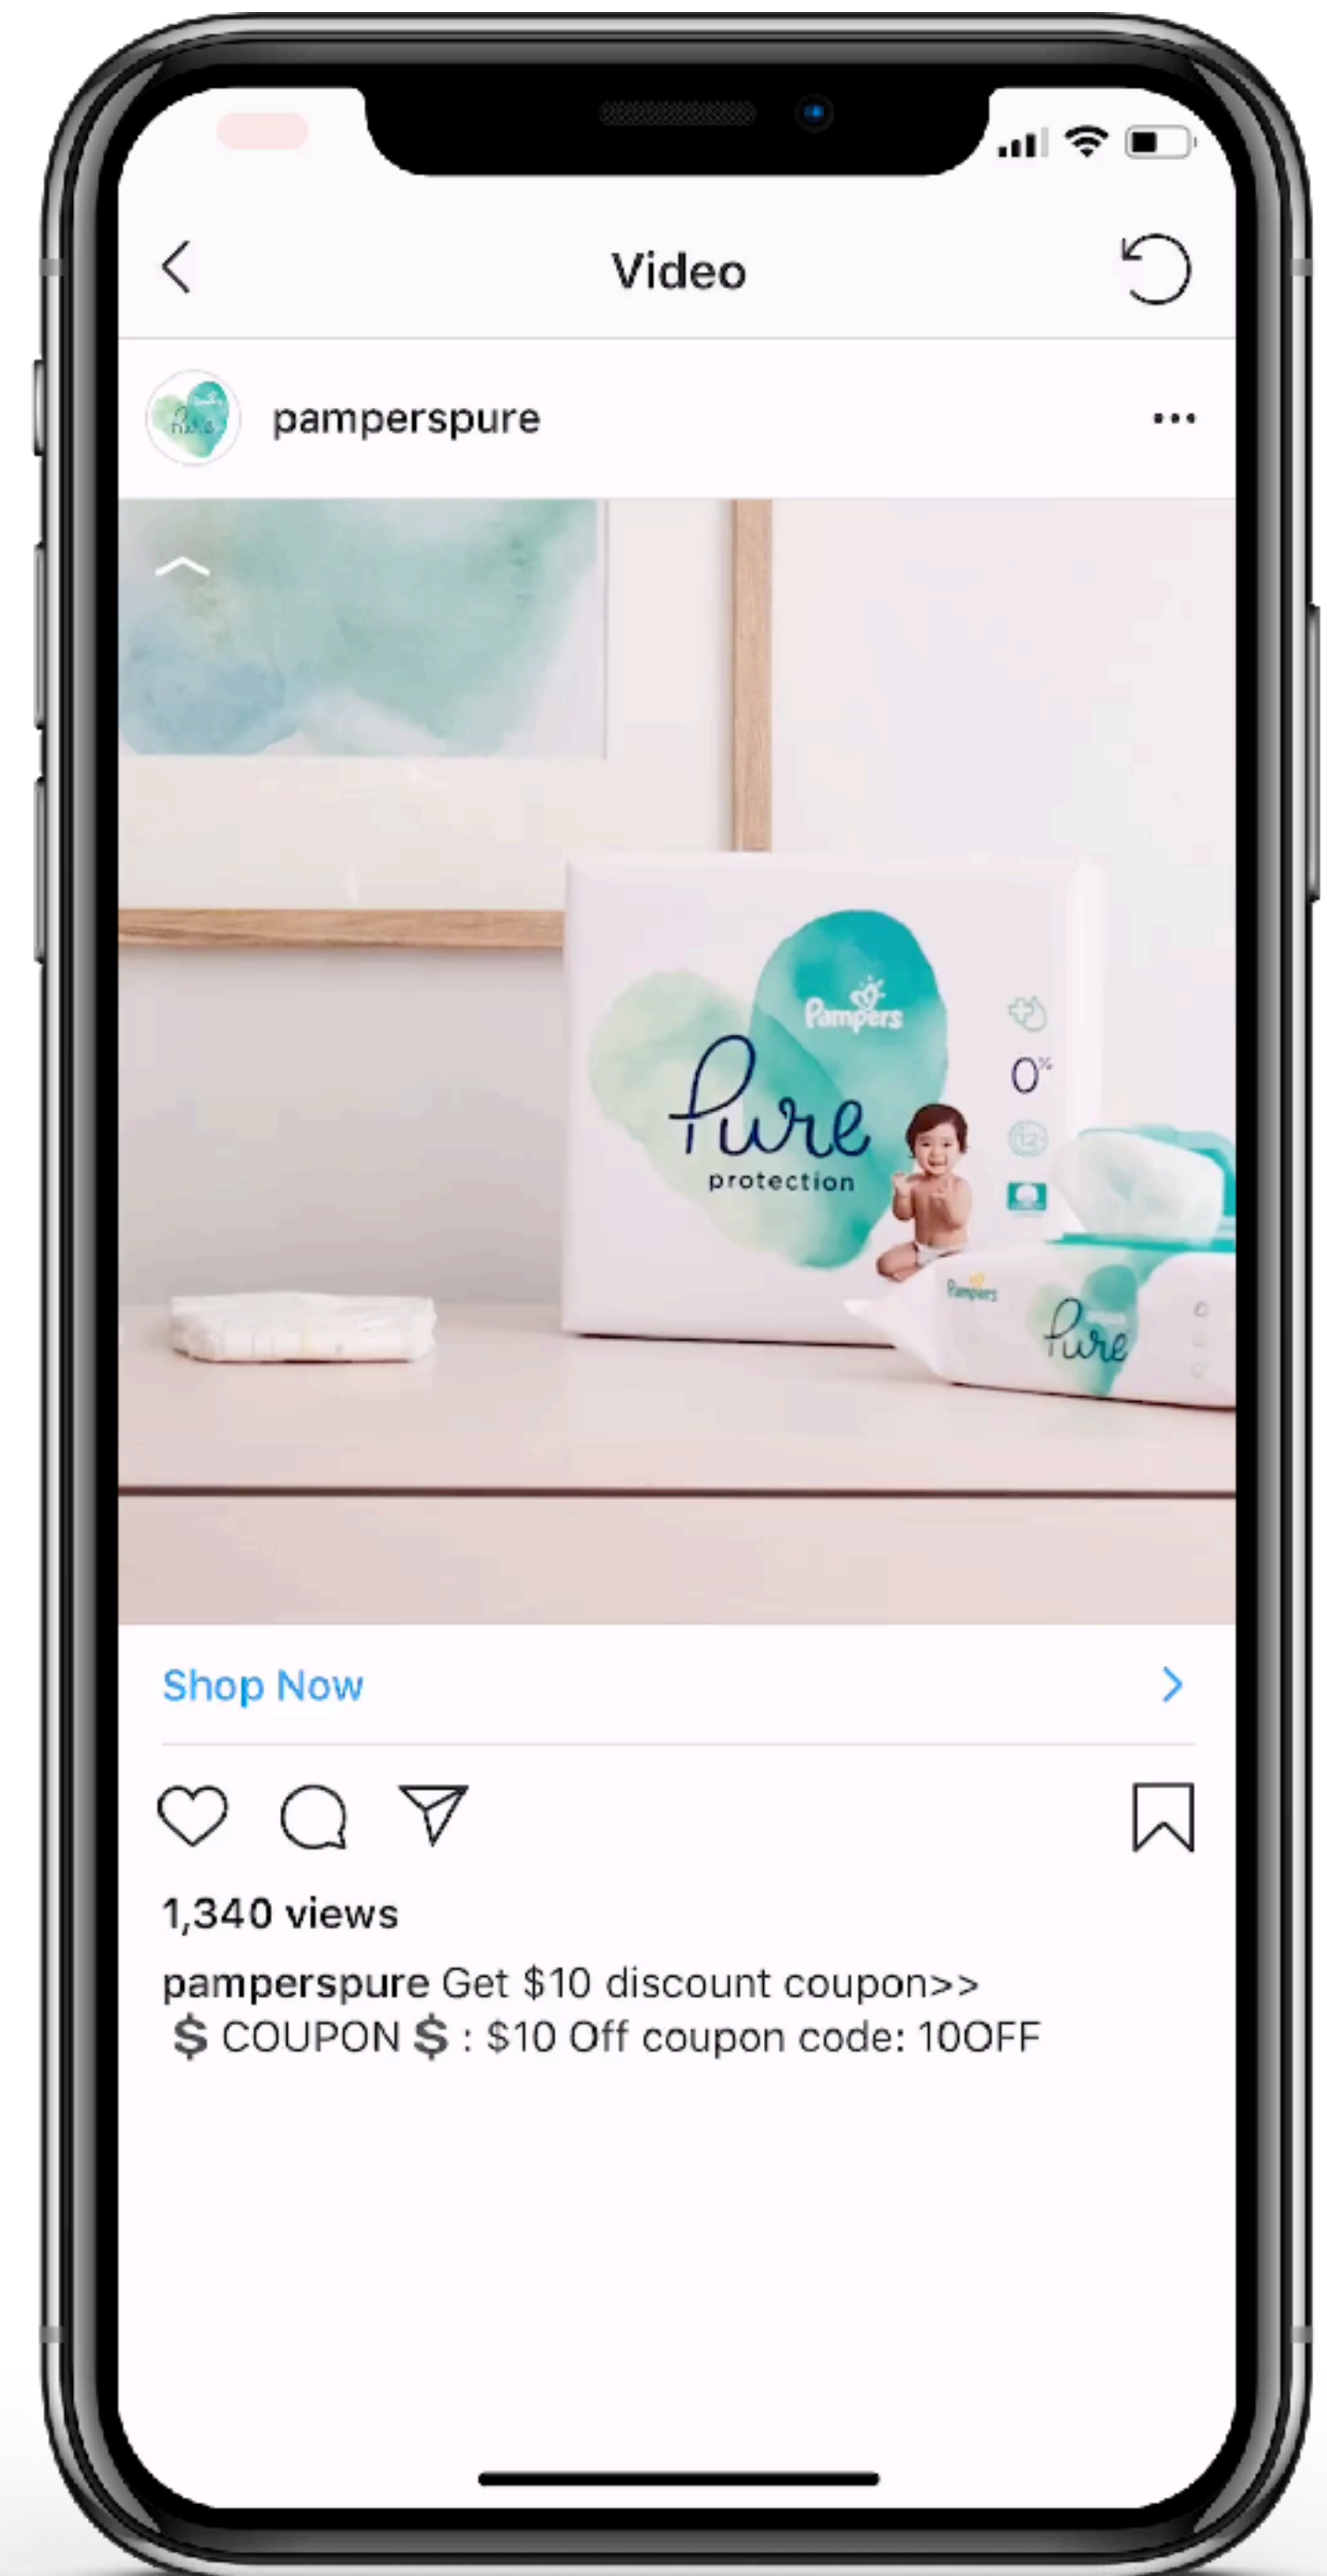 Video
pamperspure
Pampers
Pure
protection
0%
12
Pampers
Pure
Shop Now
1,340 views
pamperspure Get $10 discount coupon>>
💲COUPON💲: $10 Off coupon code: 10OFF